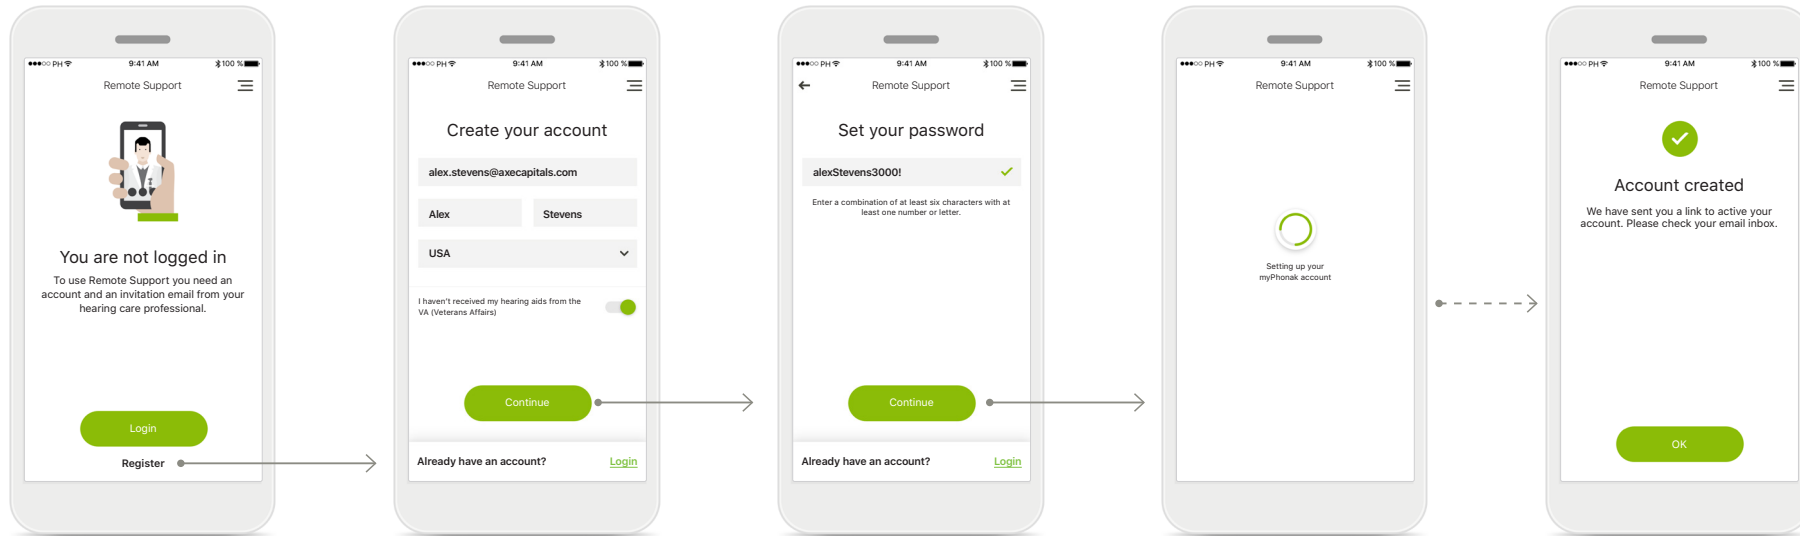 PH 9:41 AM 100 %
Remote Support
You are not logged in
To use Remote Support you need an
account and an invitation email from your
hearing care professional.
Login
Register
PH 9:41 AM 100 %
Remote Support
Create your account
alex.stevens@axecapitals.com
Alex Stevens
USA
I haven't received my hearing aids from the
VA (Veterans Affairs)
Continue
Already have an account? Login
PH 9:41 AM 100 %
Remote Support
Set your password
alexStevens3000!
Enter a combination of at least six characters with at
least one number or letter.
Continue
Already have an account? Login
PH 9:41 AM 100 %
Remote Support
Setting up your
myPhonak account
PH 9:41 AM 100 %
Remote Support
Account created
We have sent you a link to active your
account. Please check your email inbox.
OK